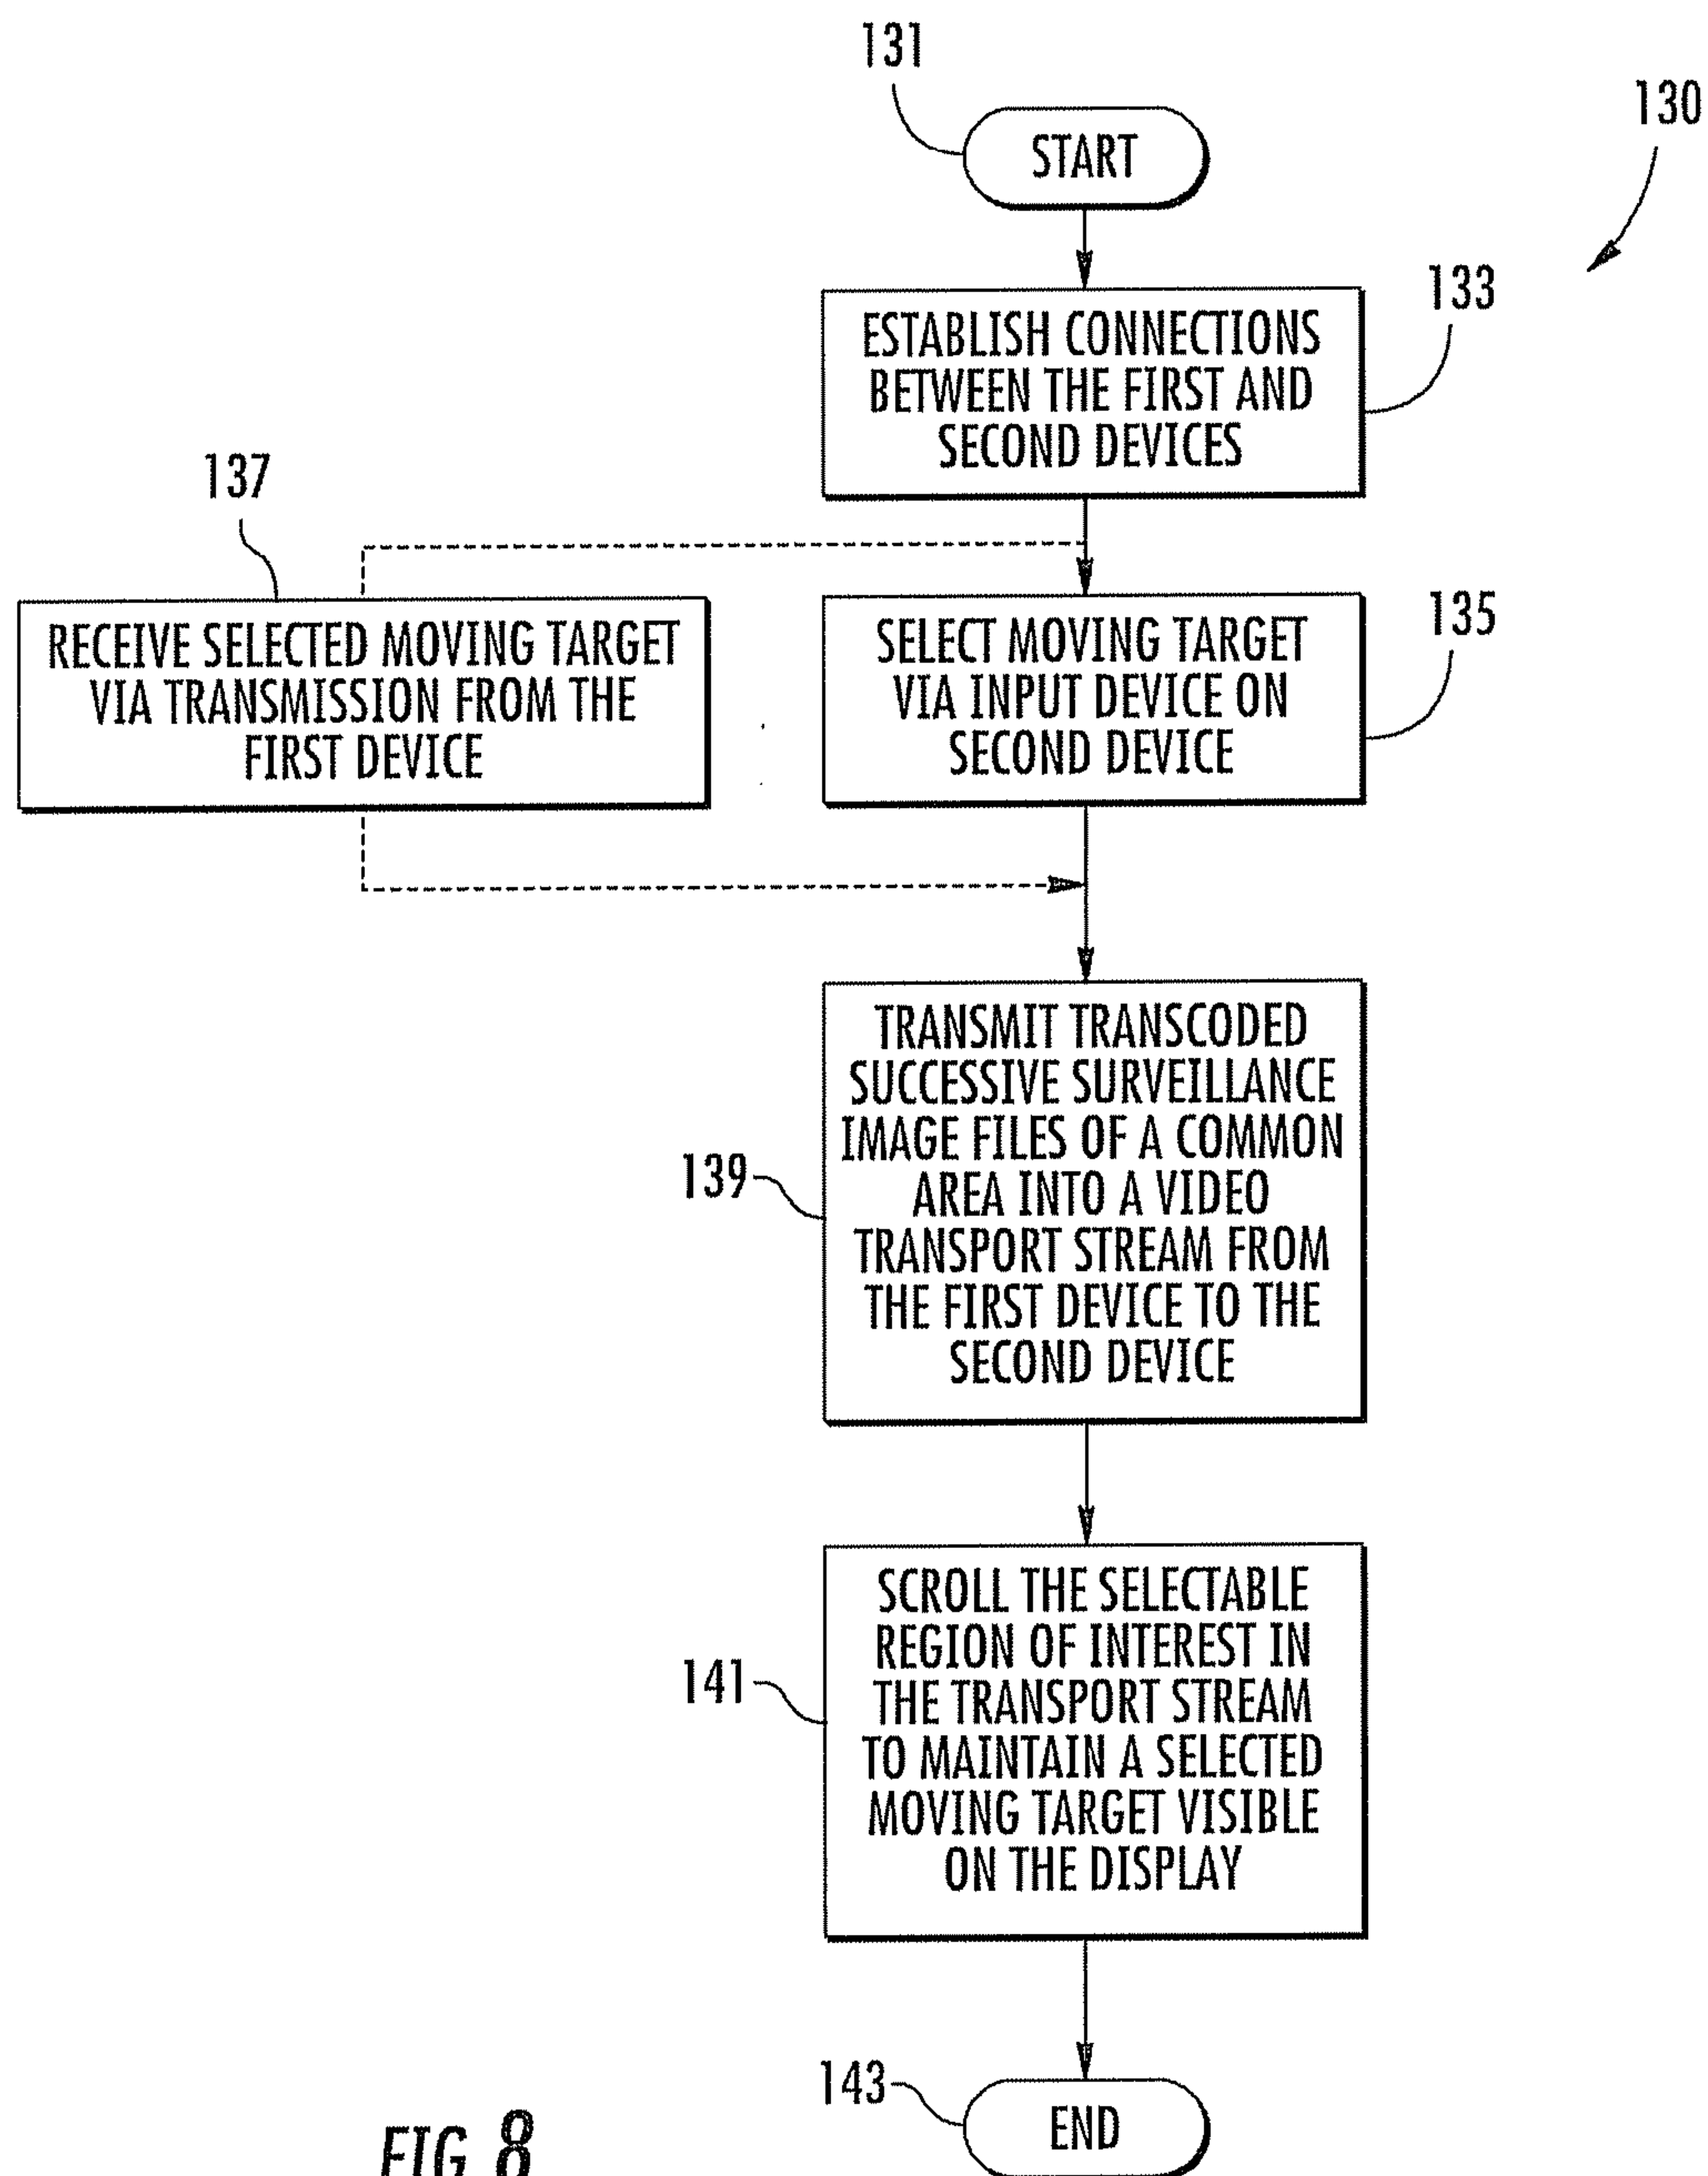 131
START
130
ESTABLISH CONNECTIONS
BETWEEN THE FIRST AND
SECOND DEVICES
133
137
RECEIVE SELECTED MOVING TARGET
VIA TRANSMISSION FROM THE
FIRST DEVICE
SELECT MOVING TARGET
VIA INPUT DEVICE ON
SECOND DEVICE
135
139
TRANSMIT TRANSCODED
SUCCESSIVE SURVEILLANCE
IMAGE FILES OF A COMMON
AREA INTO A VIDEO
TRANSPORT STREAM FROM
THE FIRST DEVICE TO THE
SECOND DEVICE
141
SCROLL THE SELECTABLE
REGION OF INTEREST IN
THE TRANSPORT STREAM
TO MAINTAIN A SELECTED
MOVING TARGET VISIBLE
ON THE DISPLAY
143
END
FIG 8